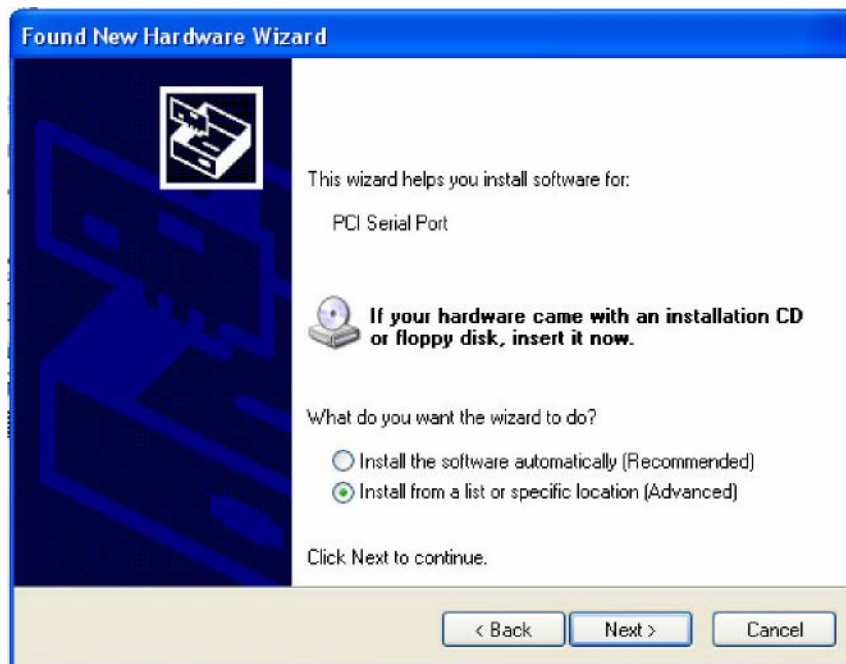 Found New Hardware Wizard
This wizard helps you install software for:
PCI Serial Port
If your hardware came with an installation CD
or floppy disk, insert it now.
What do you want the wizard to do?
Install the software automatically (Recommended)
Install from a list or specific location (Advanced)
Click Next to continue.
< Back
Next >
Cancel